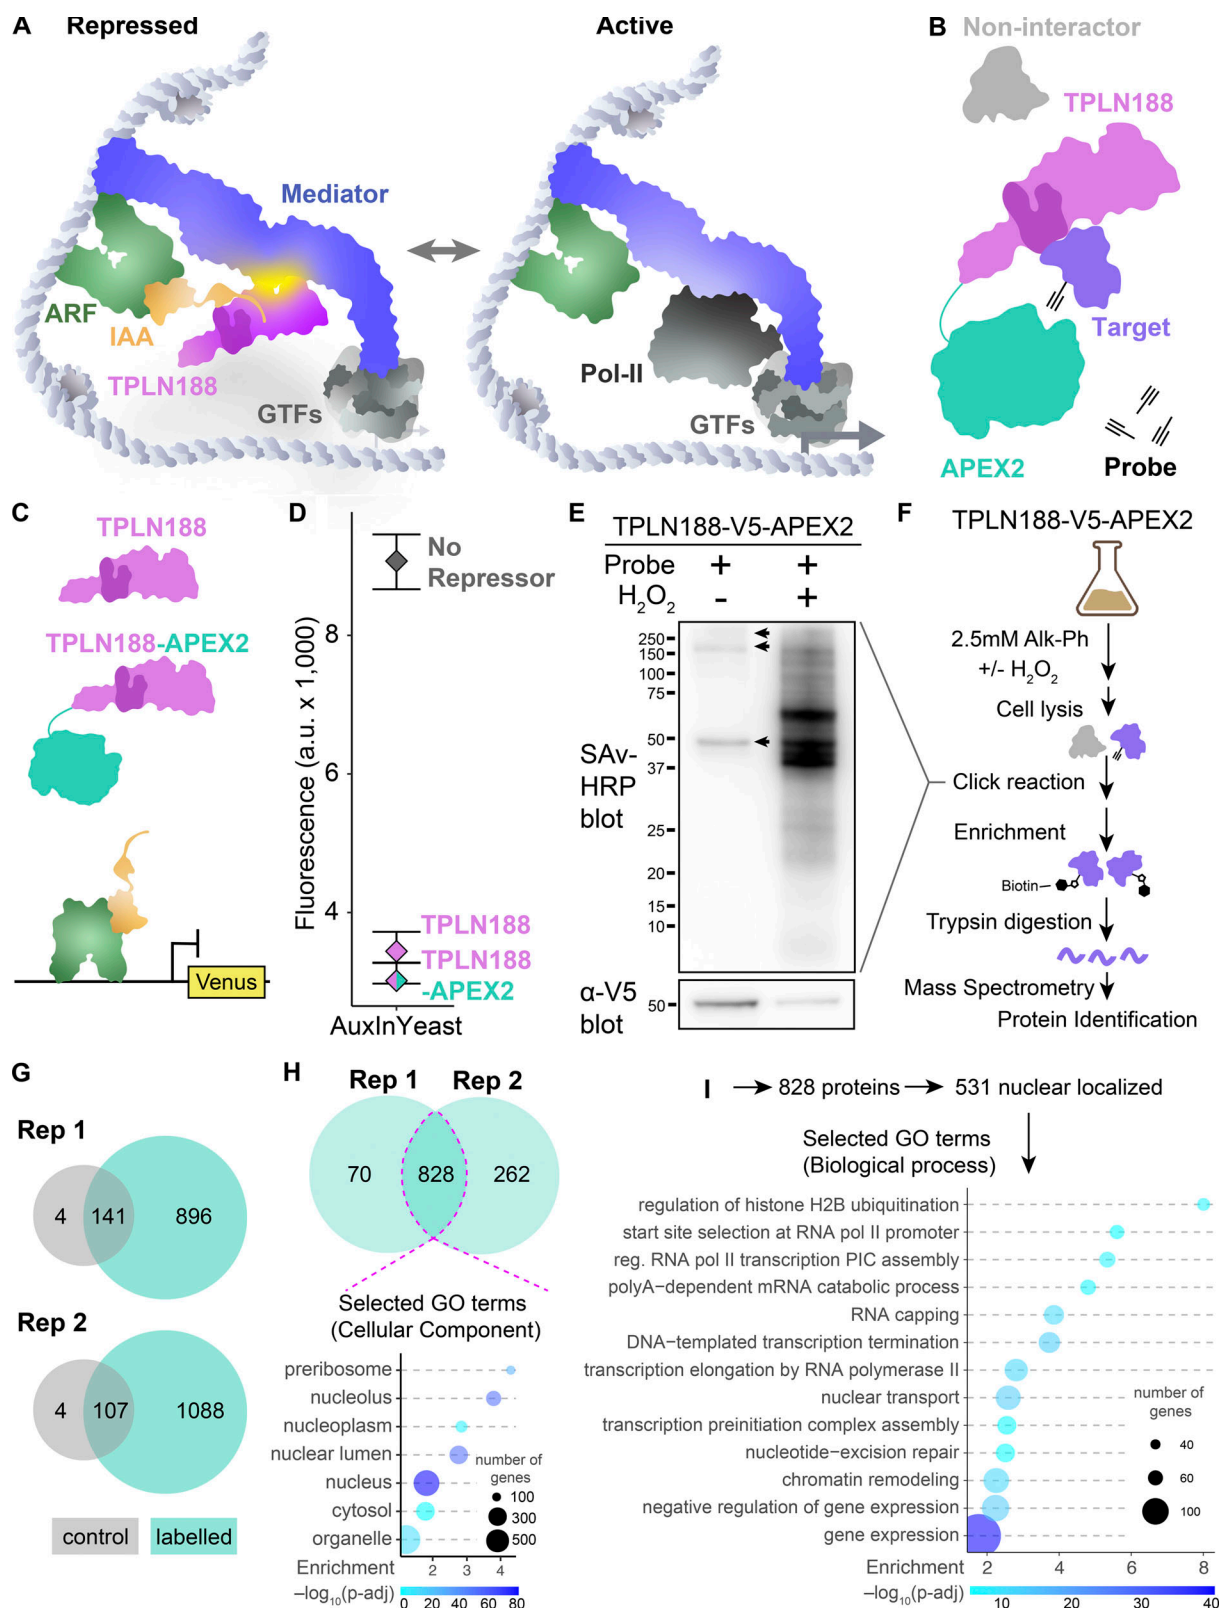 A Repressed
Active
B Non-interactor
TPLN188
Mediator
ARF
IAA
TPLN188
GTFs
Pol-II
GTFs
Target
APEX2
Probe
C
TPLN188
TPLN188-APEX2
Venus
D
Fluorescence (a.u. x 1,000)
8
6
4
No
Repressor
TPLN188
TPLN188
-APEX2
AuxInYeast
E
TPLN188-V5-APEX2
Probe + +
H2O2 - +
250
150
100
75
50
37
25
20
15
10
SAv-
HRP
blot
α-V5
blot
50
F
TPLN188-V5-APEX2
2.5mM Alk-Ph
+/- H2O2
Cell lysis
Click reaction
Enrichment
Biotin
Trypsin digestion
Mass Spectrometry
Protein Identification
G
Rep 1
4 141 896
Rep 2
4 107 1088
control labelled
H
Rep 1 Rep 2
70 828 262
Selected GO terms
(Cellular Component)
preribosome
nucleolus
nucleoplasm
nuclear lumen
nucleus
cytosol
organelle
number of
genes
100
300
500
Enrichment 2 3 4
–log10(p-adj) 0 20 40 60 80
I 828 proteins 531 nuclear localized
Selected GO terms
(Biological process)
regulation of histone H2B ubiquitination
start site selection at RNA pol II promoter
reg. RNA pol II transcription PIC assembly
polyA−dependent mRNA catabolic process
RNA capping
DNA−templated transcription termination
transcription elongation by RNA polymerase II
nuclear transport
transcription preinitiation complex assembly
nucleotide−excision repair
chromatin remodeling
negative regulation of gene expression
gene expression
number of
genes
40
60
100
Enrichment 2 4 6 8
–log10(p-adj) 10 20 30 40